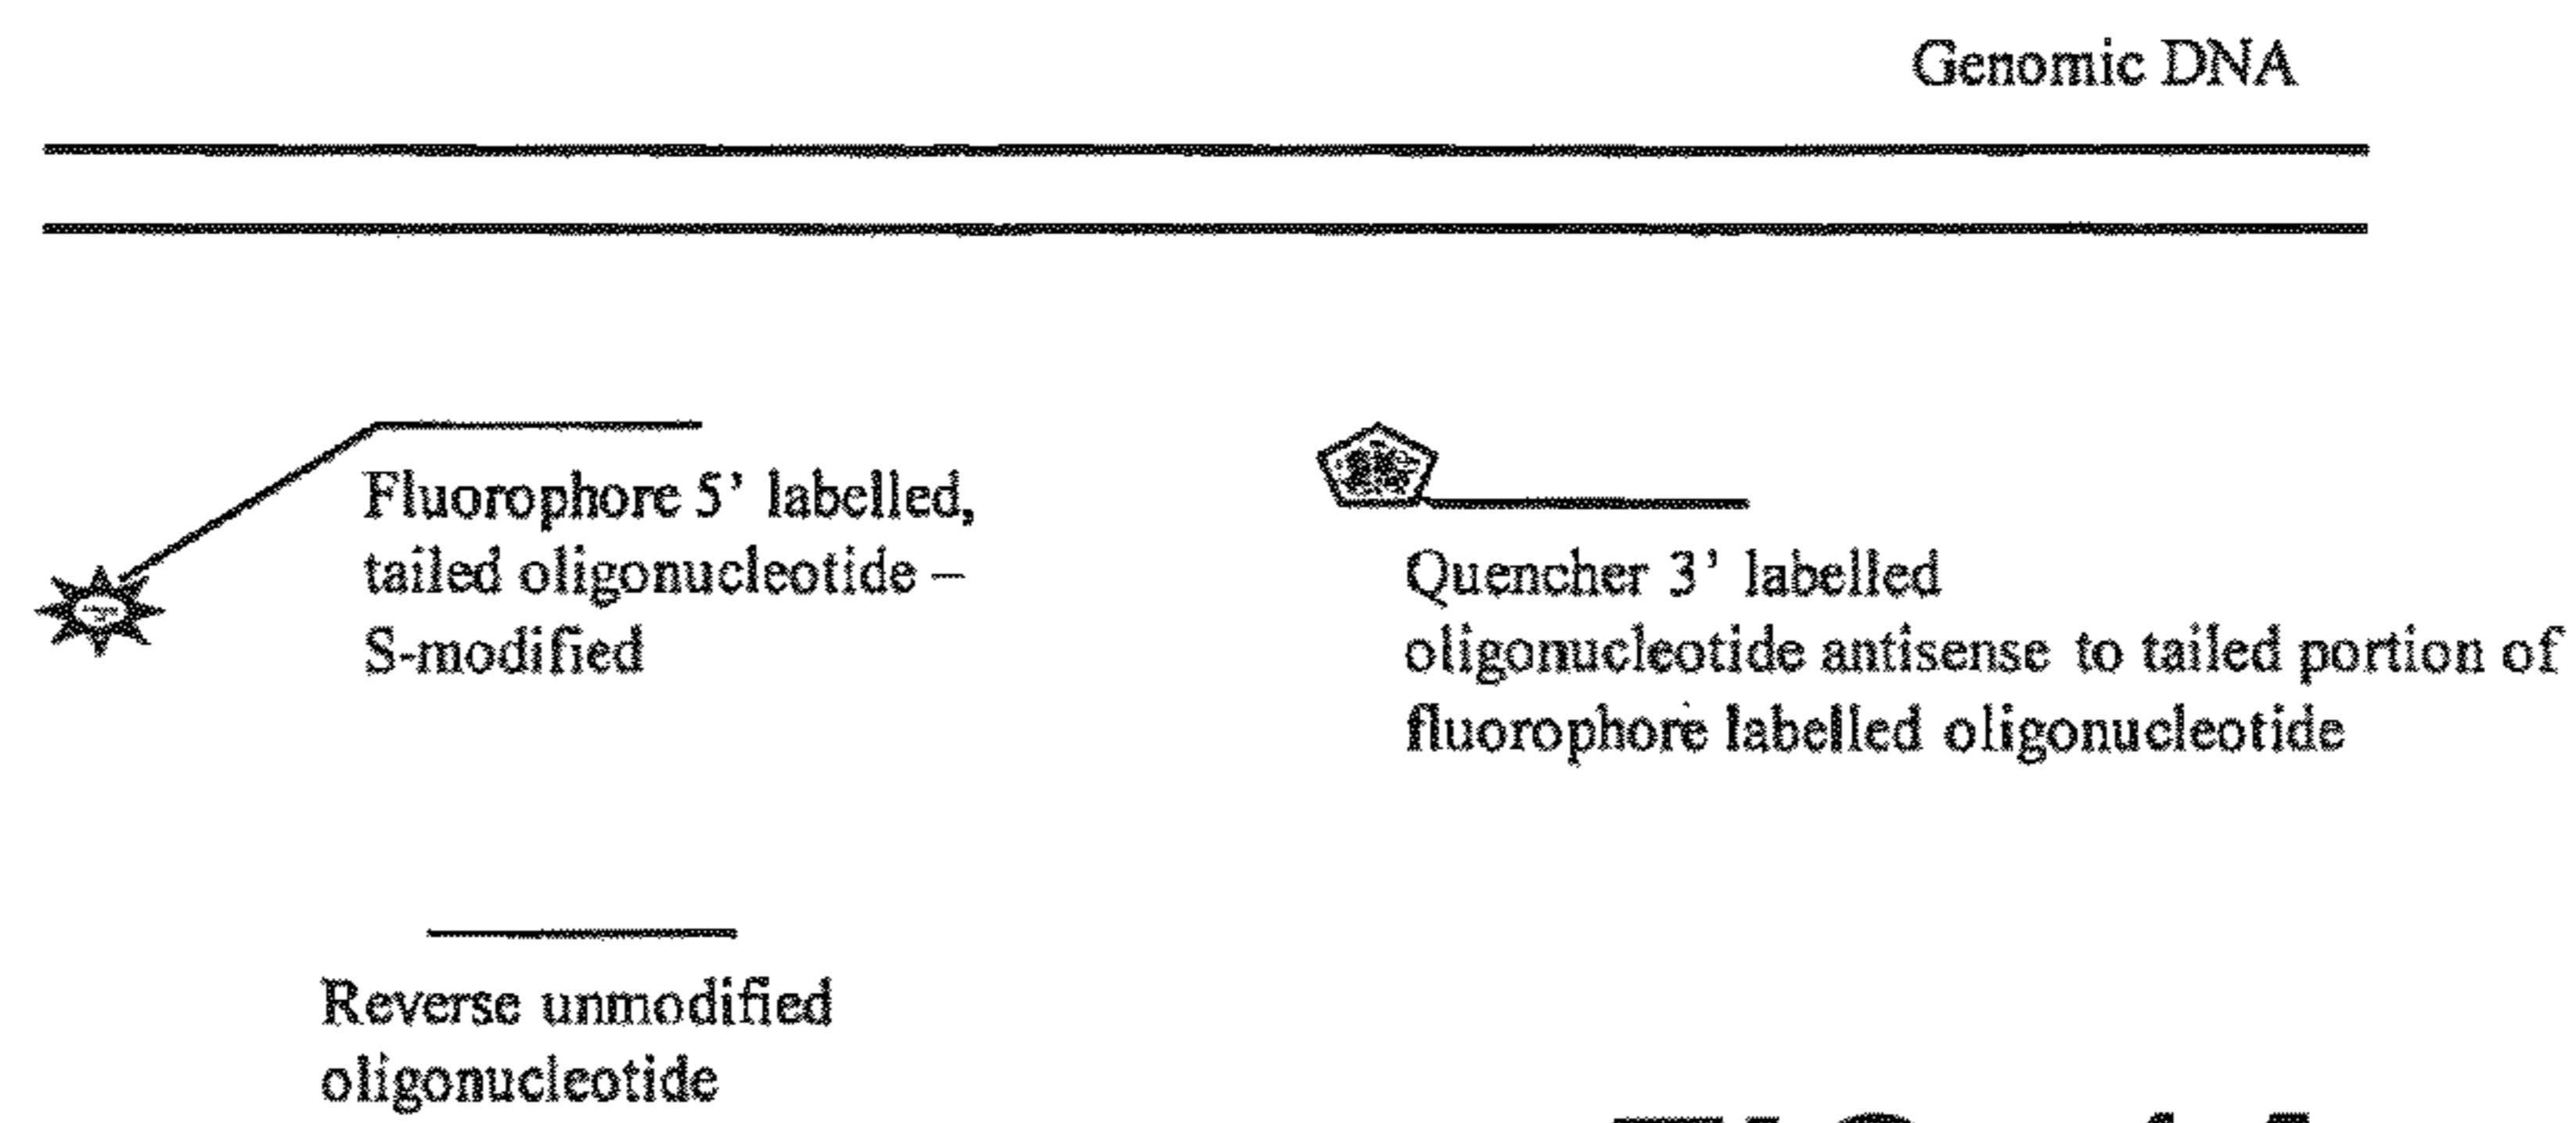 Genomic DNA
Fluorophore 5’ labelled,
tailed oligonucleotide –
S-modified
Quencher 3’ labelled
oligonucleotide antisense to tailed portion of
fluorophore labelled oligonucleotide
Reverse unmodified
oligonucleotide